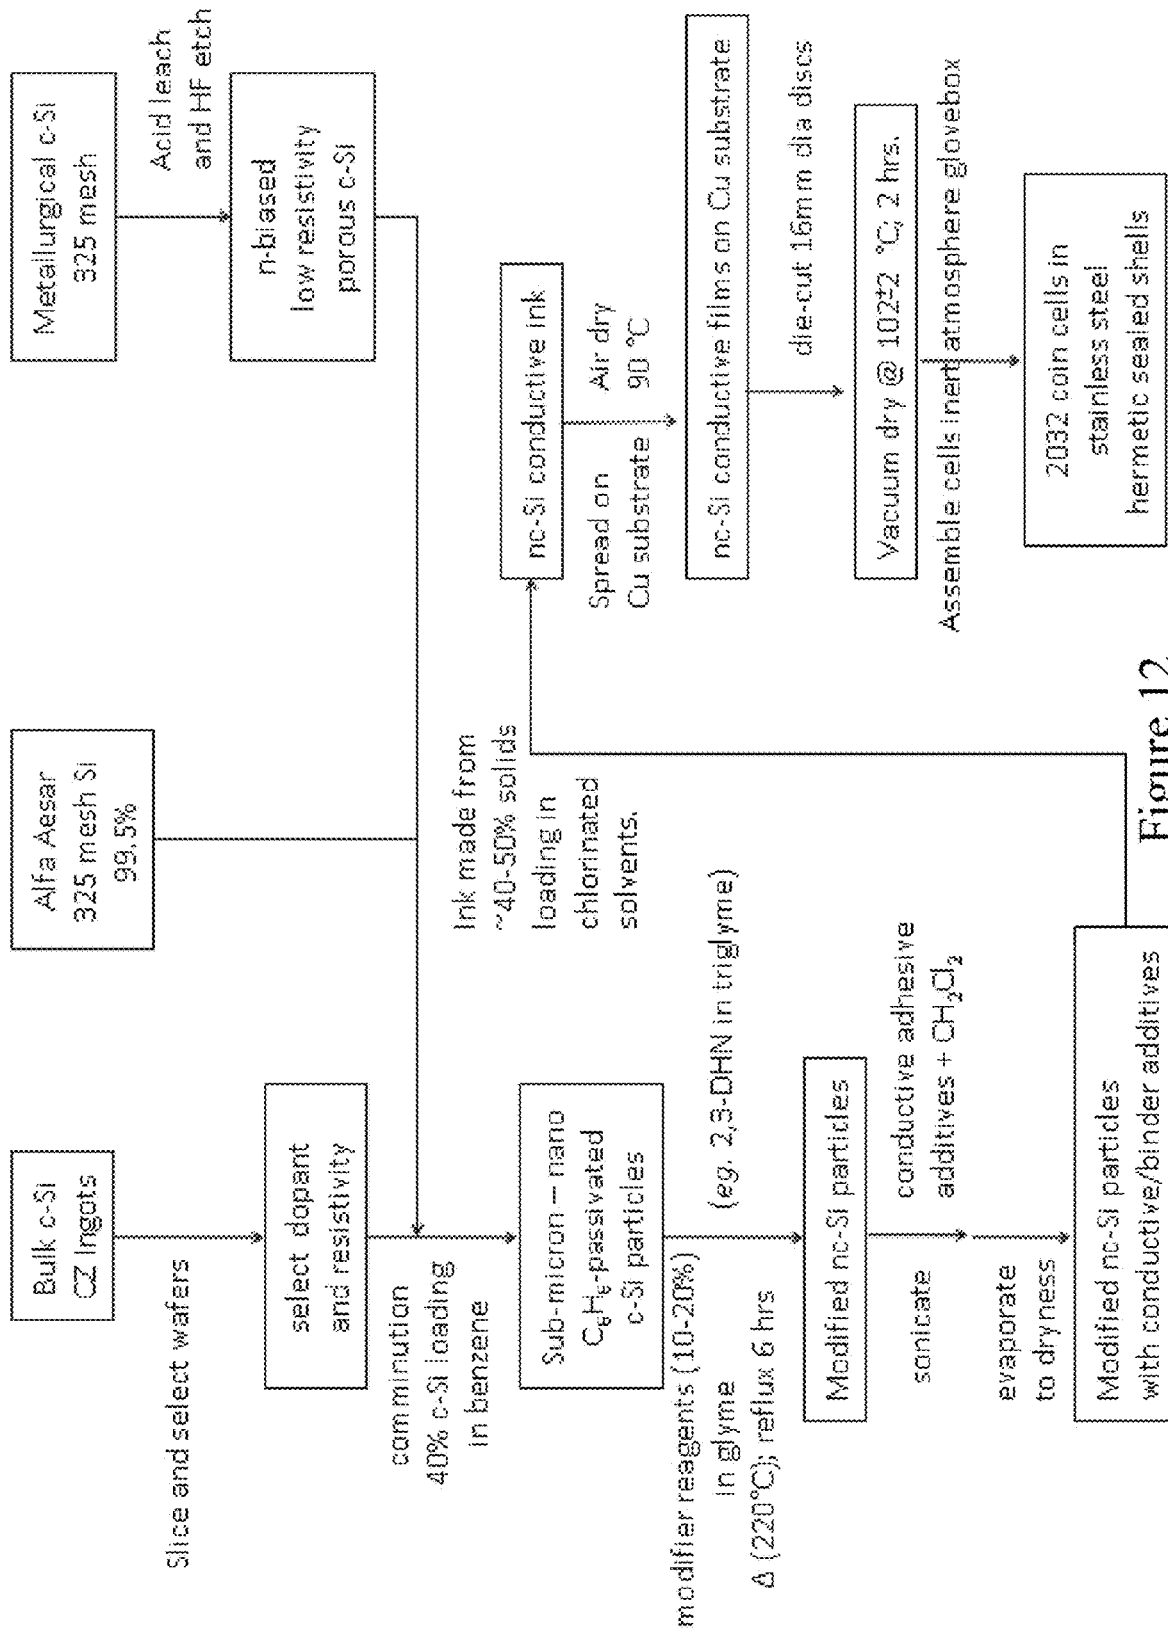 Bulk c-Si
CZ Ingots
Slice and select wafers
select dopant
and resistivity
comminution
40% c-Si loading
in benzene
Alfa Aesar
325 mesh Si
99.5%
Metallurgical c-Si
325 mesh
Acid leach
and HF etch
n-biased
low resistivity
porous c-Si
Sub-micron – nano
C₆H₆-passivated
c-Si particles
modifier reagents (10-20%)
in glyme
Δ (220°C); reflux 6 hrs
(eg. 2,3-DHN in triglyme)
Modified nc-Si particles
sonicate
conductive adhesive
additives + CH₂Cl₂
evaporate
to dryness
Modified nc-Si particles
with conductive/binder additives
Ink made from
~40-50% solids
loading in
chlorinated
solvents.
nc-Si conductive ink
Spread on
Cu substrate
Air dry
90 °C
nc-Si conductive films on Cu substrate
die-cut 16mm dia discs
Vacuum dry @ 102±2 °C; 2 hrs.
Assemble cells inert atmosphere glovebox
2032 coin cells in
stainless steel
hermetic sealed shells
Figure 12